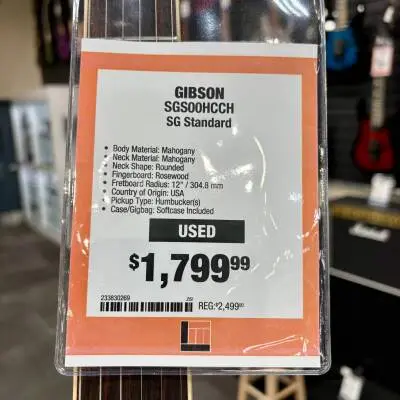 GIBSON
SGS00HCCH
SG Standard
• Body Material: Mahogany
• Neck Material: Mahogany
• Neck Shape: Rounded
• Fingerboard: Rosewood
• Fretboard Radius: 12" / 304.8 mm
• Country of Origin: USA
• Pickup Type: Humbucker(s)
• Case/Gigbag: Softcase Included
USED
$1,799.99
233830269
REG:$2,499.00
Marshall